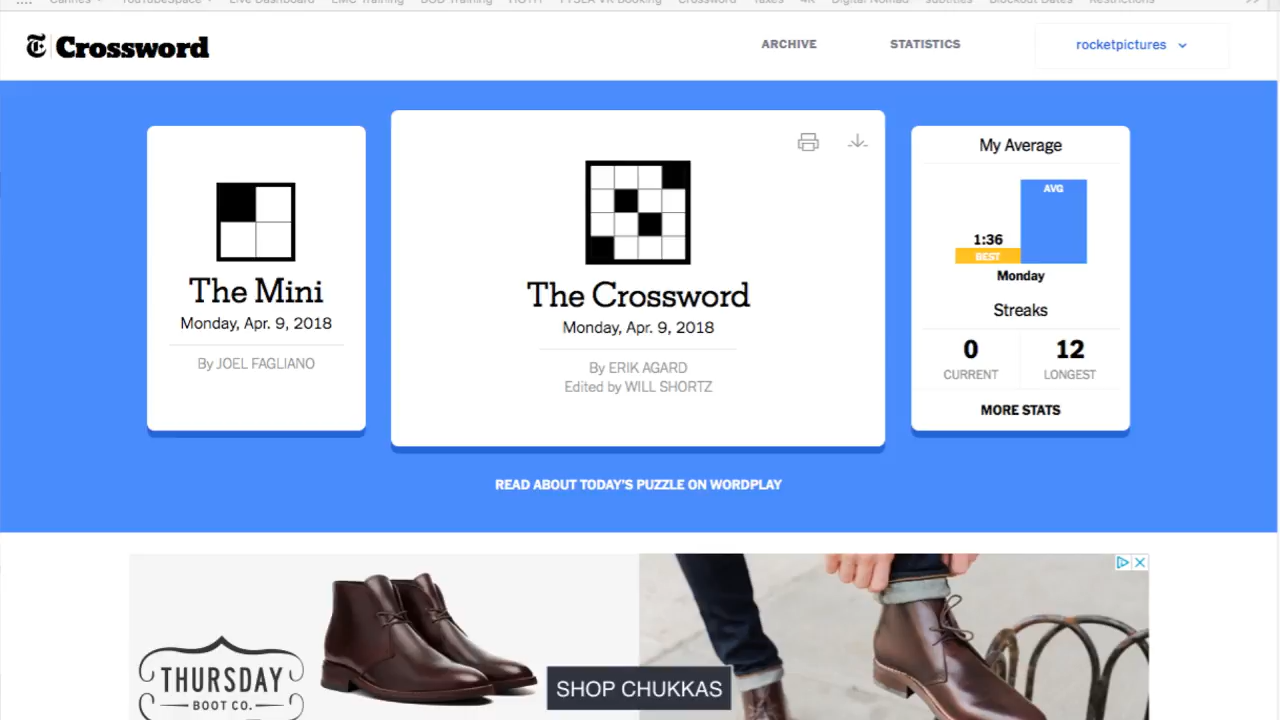 Crossword
ARCHIVE
STATISTICS
rocketpictures
The Mini
Monday, Apr. 9, 2018
By JOEL FAGLIANO
The Crossword
Monday, Apr. 9, 2018
By ERIK AGARD
Edited by WILL SHORTZ
My Average
AVG
1:36
BEST
Monday
Streaks
0
12
CURRENT
LONGEST
MORE STATS
READ ABOUT TODAY'S PUZZLE ON WORDPLAY
THURSDAY
BOOT CO.
SHOP CHUKKAS